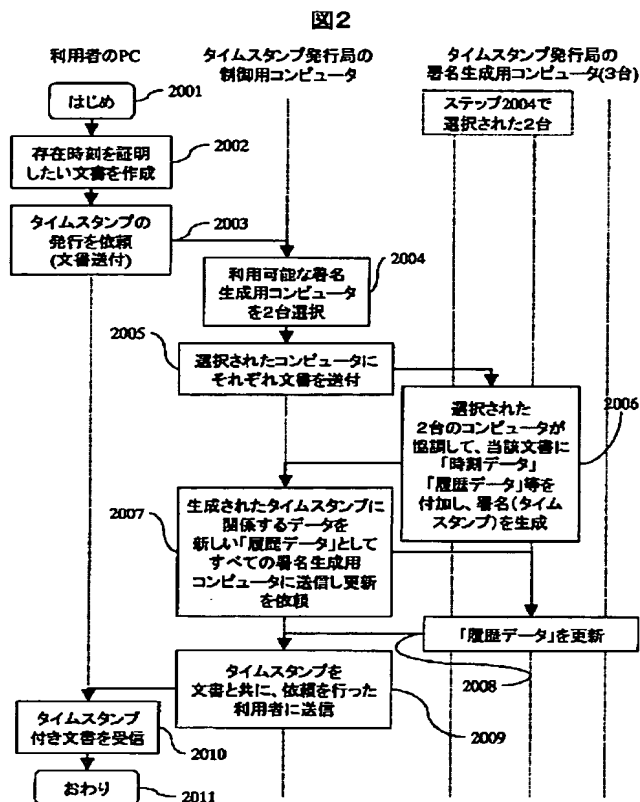 図2
利用者のPC
タイムスタンプ発行局の
制御用コンピュータ
タイムスタンプ発行局の
署名生成用コンピュータ(3台)
はじめ
2001
ステップ2004で
選択された2台
存在時刻を証明
したい文書を作成
2002
タイムスタンプの
発行を依頼
(文書送付)
2003
利用可能な署名
生成用コンピュータ
を2台選択
2004
2005
選択されたコンピュータに
それぞれ文書を送付
選択された
2台のコンピュータが
協調して、当該文書に
「時刻データ」
「履歴データ」等を
付加し、署名(タイム
スタンプ)を生成
2006
2007
生成されたタイムスタンプに
関係するデータを
新しい「履歴データ」として
すべての署名生成用
コンピュータに送信し更新
を依頼
「履歴データ」を更新
2008
タイムスタンプを
文書と共に、依頼を行った
利用者に送信
2009
タイムスタンプ
付き文書を受信
2010
おわり
2011